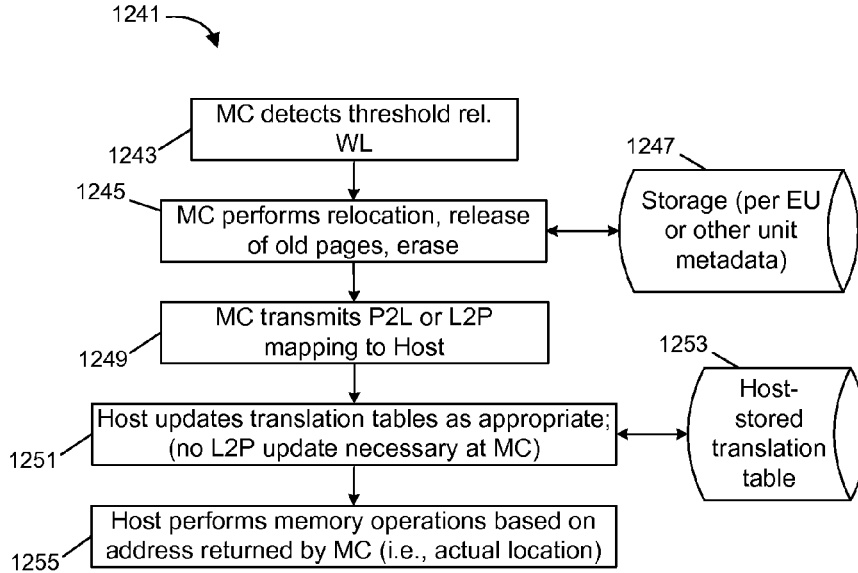 1241
MC detects threshold rel.
WL
1243
1245
MC performs relocation, release
of old pages, erase
1247
Storage (per EU
or other unit
metadata)
MC transmits P2L or L2P
mapping to Host
1249
1253
Host-
stored
translation
table
Host updates translation tables as appropriate;
(no L2P update necessary at MC)
1251
Host performs memory operations based on
address returned by MC (i.e., actual location)
1255